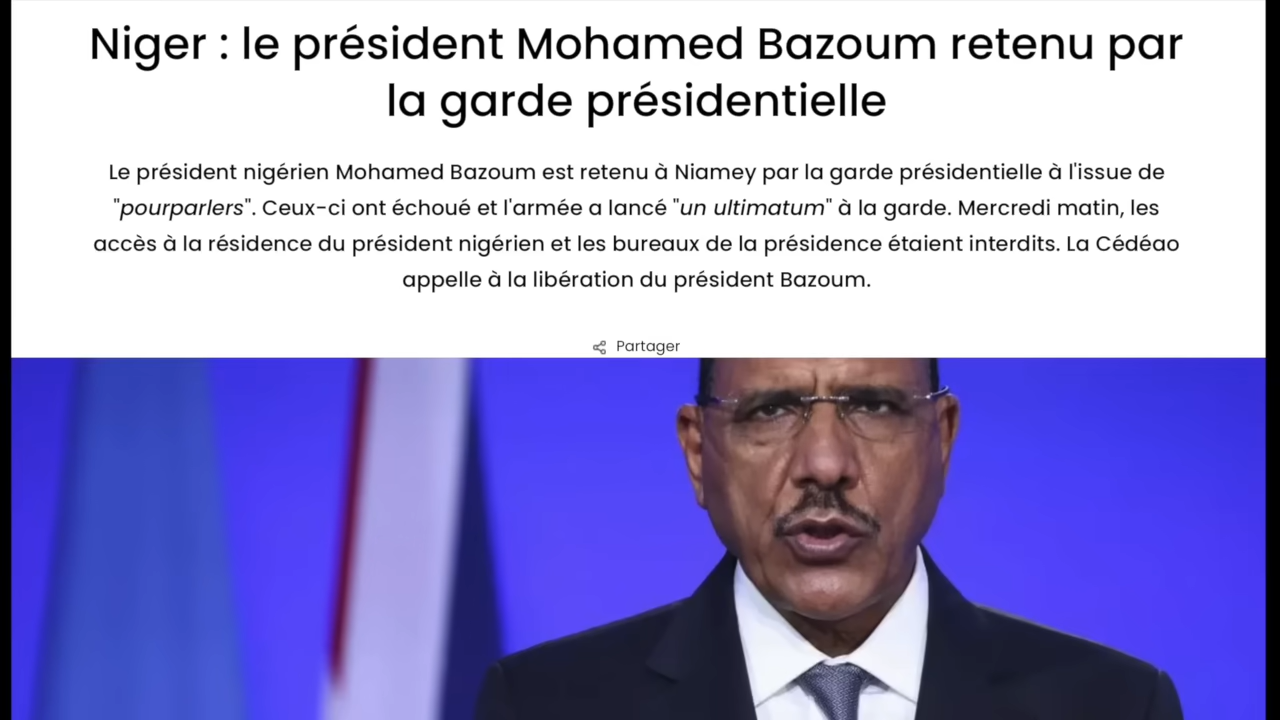 Niger : le président Mohamed Bazoum retenu par
la garde présidentielle
Le président nigérien Mohamed Bazoum est retenu à Niamey par la garde présidentielle à l'issue de
"pourparlers". Ceux-ci ont échoué et l'armée a lancé "un ultimatum" à la garde. Mercredi matin, les
accès à la résidence du président nigérien et les bureaux de la présidence étaient interdits. La Cédéao
appelle à la libération du président Bazoum.
Partager